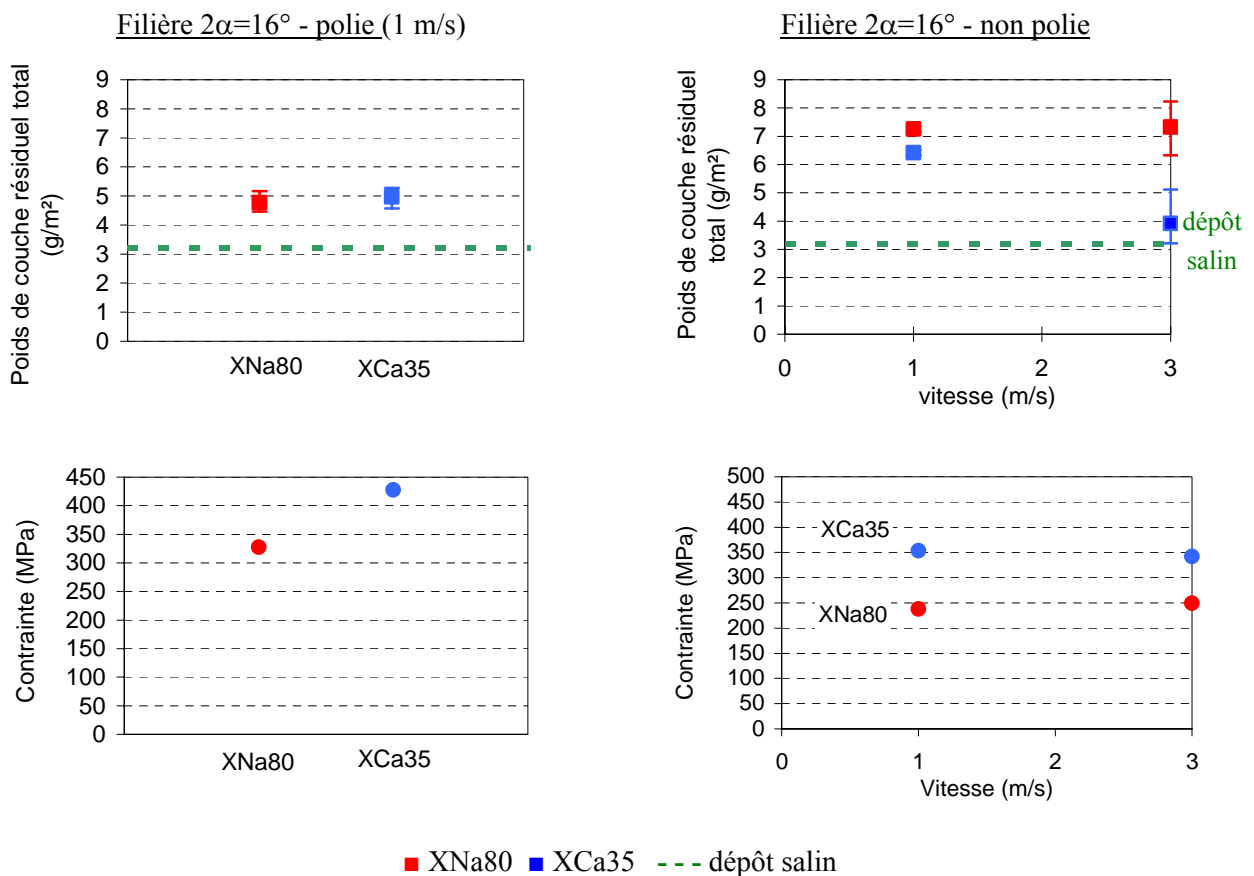 Filière 2α=16° - polie (1 m/s)
Poids de couche résiduel total
(g/m²)
9
8
7
6
5
4
3
2
1
0
XNa80
XCa35
Filière 2α=16° - non polie
Poids de couche résiduel
total (g/m²)
9
8
7
6
5
4
3
2
1
0
dépôt
salin
0
1
2
3
vitesse (m/s)
Contrainte (MPa)
450
400
350
300
250
200
150
100
50
0
XNa80
XCa35
Contrainte (MPa)
500
450
400
350
300
250
200
150
100
50
0
XCa35
XNa80
0
1
2
3
Vitesse (m/s)
XNa80 XCa35 dépôt salin